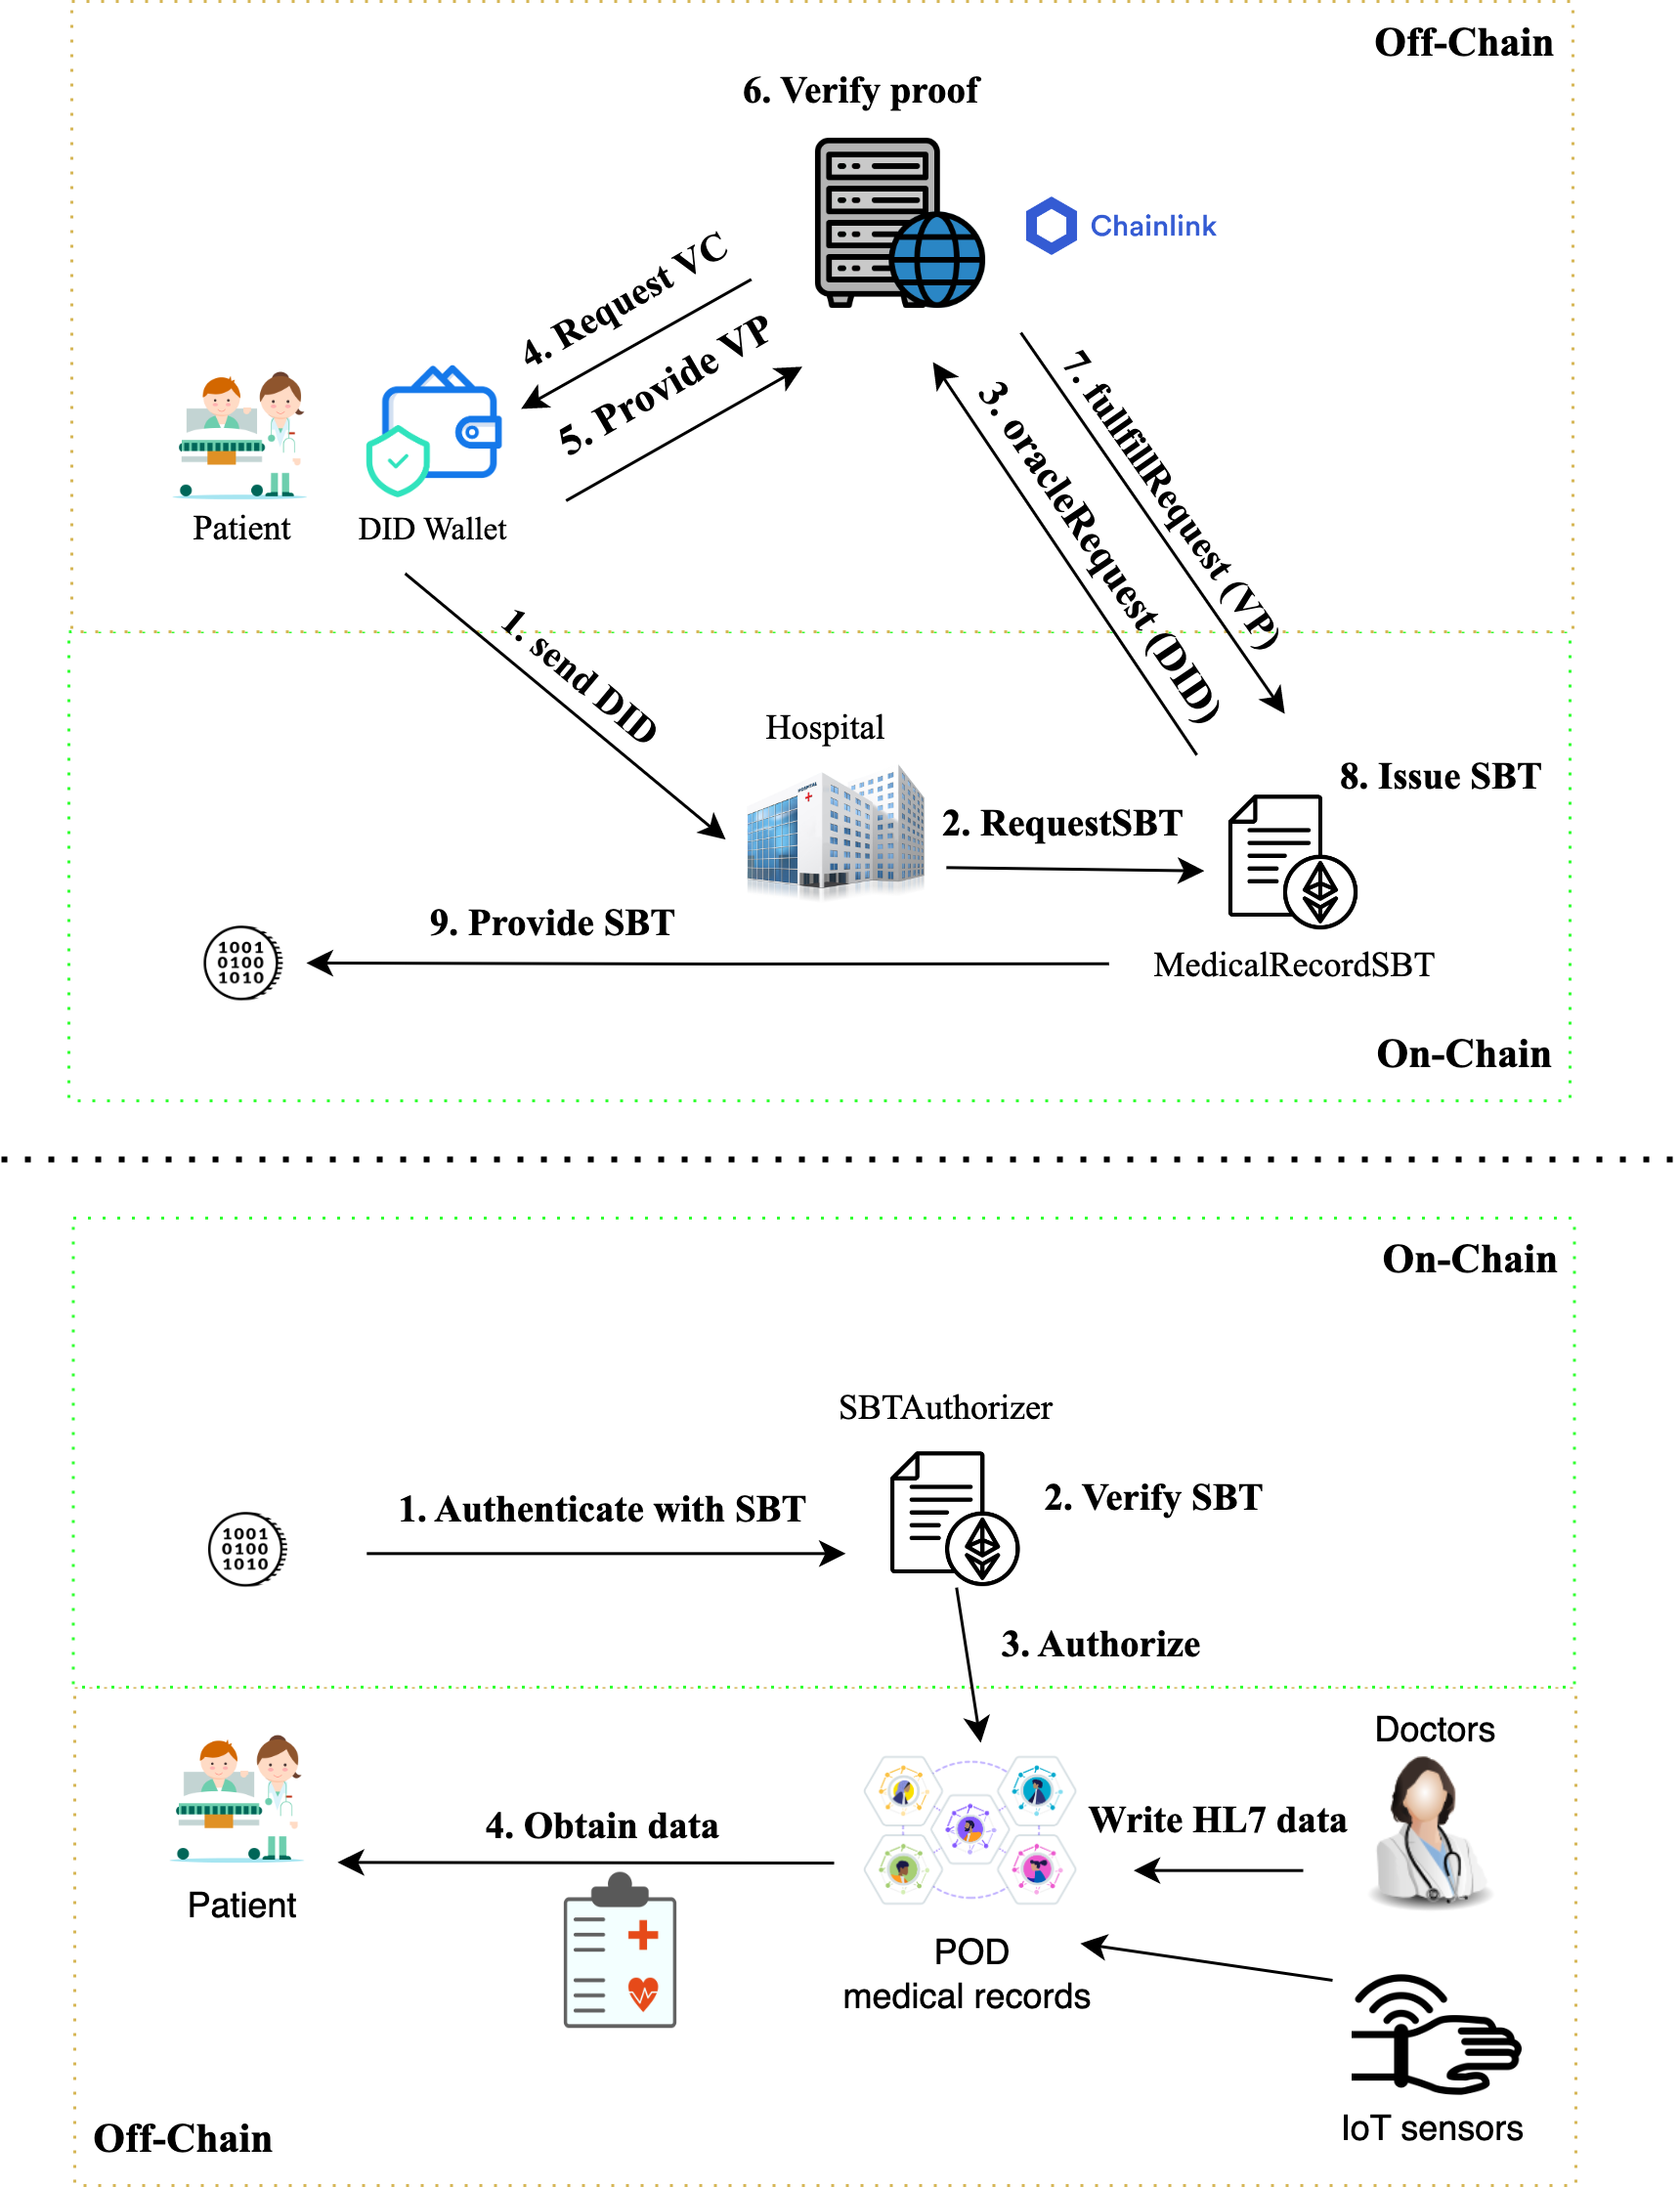 Off-Chain
6. Verify proof
Chainlink
4. Request VC
5. Provide VP
7. fullfillRequest (VP)
3. oracleRequest (DID)
Patient
DID Wallet
1. send DID
Hospital
HOSPITAL
2. RequestSBT
8. Issue SBT
MedicalRecordSBT
9. Provide SBT
1001
0100
1010
On-Chain
On-Chain
SBTAuthorizer
1. Authenticate with SBT
2. Verify SBT
1001
0100
1010
3. Authorize
Doctors
4. Obtain data
Write HL7 data
Patient
POD
medical records
IoT sensors
Off-Chain